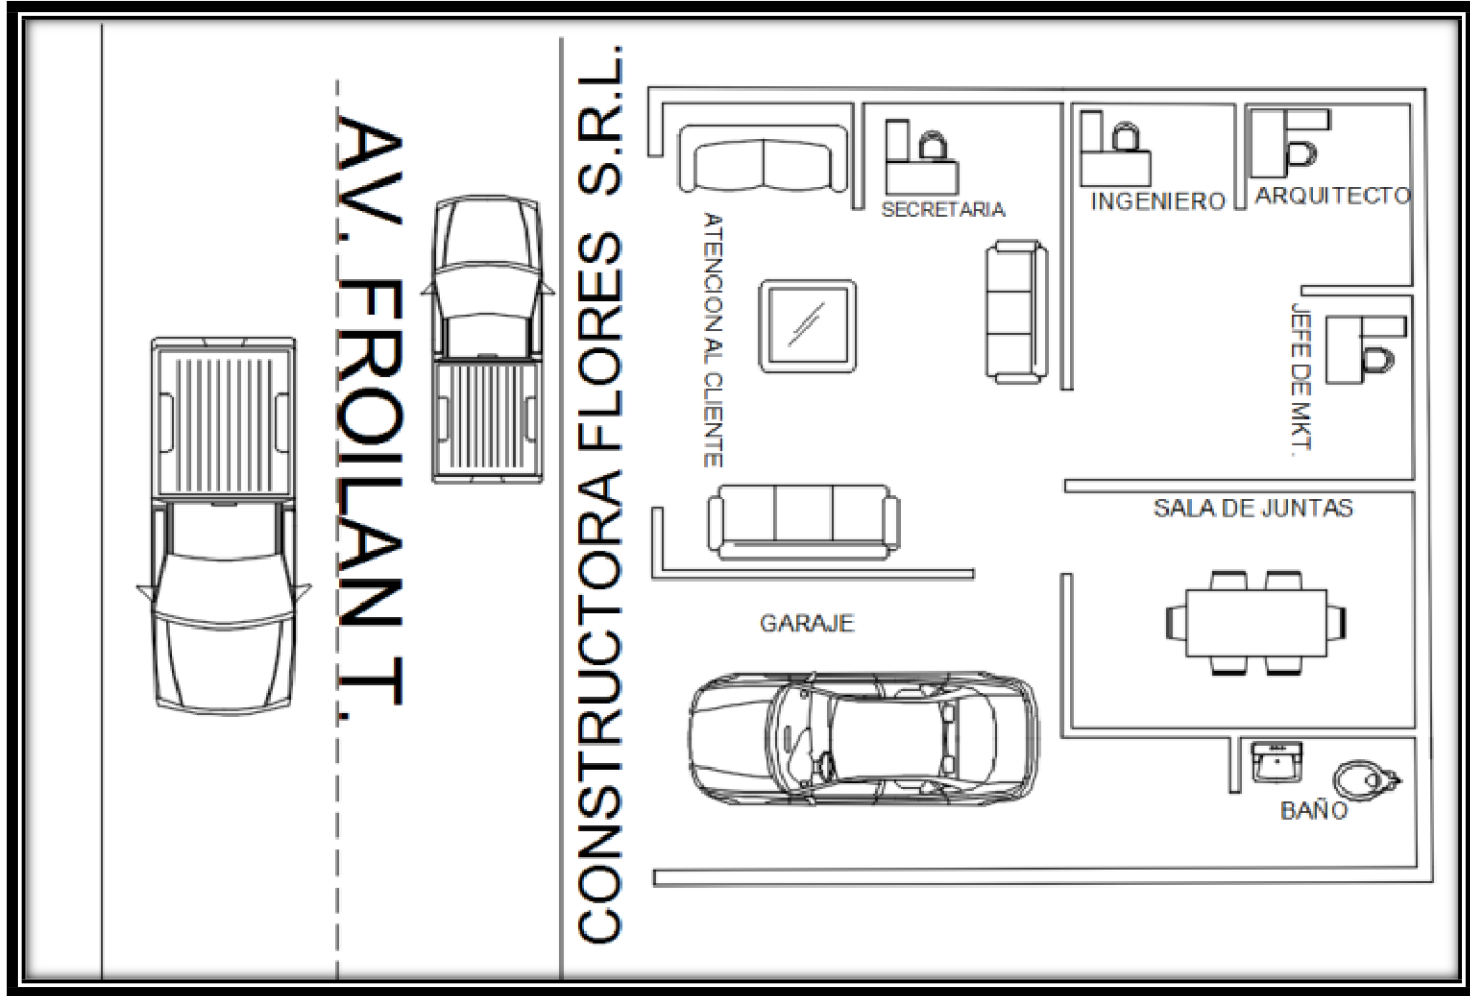 AV. FROILAN T.
CONSTRUCTORA FLORES S.R.L.
ATENCION AL CLIENTE
SECRETARIA
INGENIERO
ARQUITECTO
JEFE DE MKT.
SALA DE JUNTAS
GARAJE
BAÑO